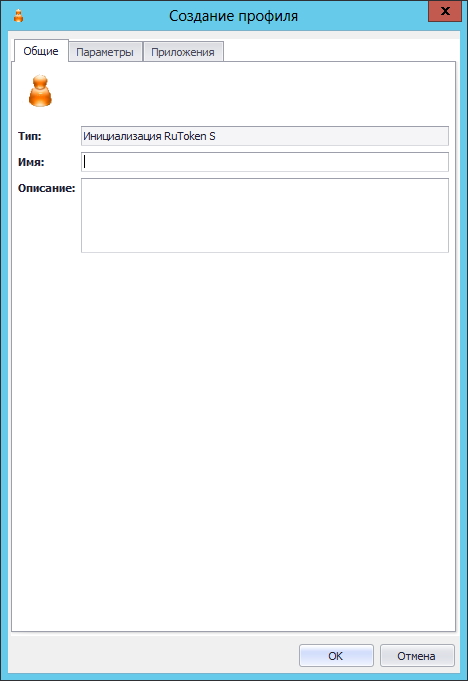 Создание профиля
x
Общие Параметры Приложения
Тип: Инициализация RuToken S
Имя:
Описание:
OK Отмена